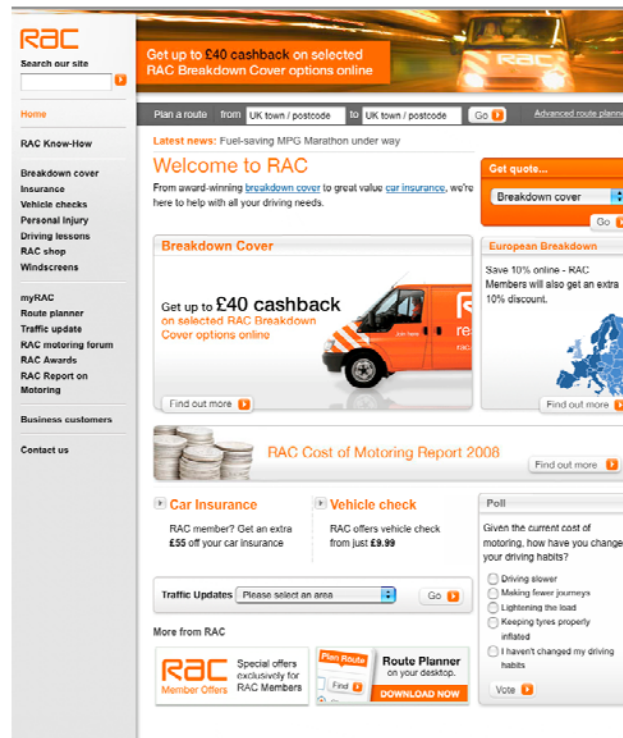 RAC
Search our site
Home
RAC Know-How
Breakdown cover
Insurance
Vehicle checks
Personal Injury
Driving lessons
RAC shop
Windscreens
myRAC
Route planner
Traffic update
RAC motoring forum
RAC Awards
RAC Report on
Motoring
Business customers
Contact us
Get up to £40 cashback on selected
RAC Breakdown Cover options online
RAC
Plan a route from UK town / postcode to UK town / postcode Go Advanced route planne
Latest news: Fuel-saving MPG Marathon under way
Welcome to RAC
From award-winning breakdown cover to great value car insurance, we're
here to help with all your driving needs.
Get quote...
Breakdown cover
Go
Breakdown Cover
Get up to £40 cashback
on selected RAC Breakdown
Cover options online
Find out more
European Breakdown
Save 10% online - RAC
Members will also get an extra
10% discount.
Find out more
RAC Cost of Motoring Report 2008
Find out more
Car Insurance
RAC member? Get an extra
£55 off your car insurance
Vehicle check
RAC offers vehicle check
from just £9.99
Poll
Given the current cost of
motoring, how have you change
your driving habits?
Driving slower
Making fewer journeys
Lightening the load
Keeping tyres properly
inflated
I haven't changed my driving
habits
Vote
Traffic Updates Please select an area Go
More from RAC
RAC
Member Offers
Special offers
exclusively for
RAC Members
Plan Route
Find
Route Planner
on your desktop.
DOWNLOAD NOW